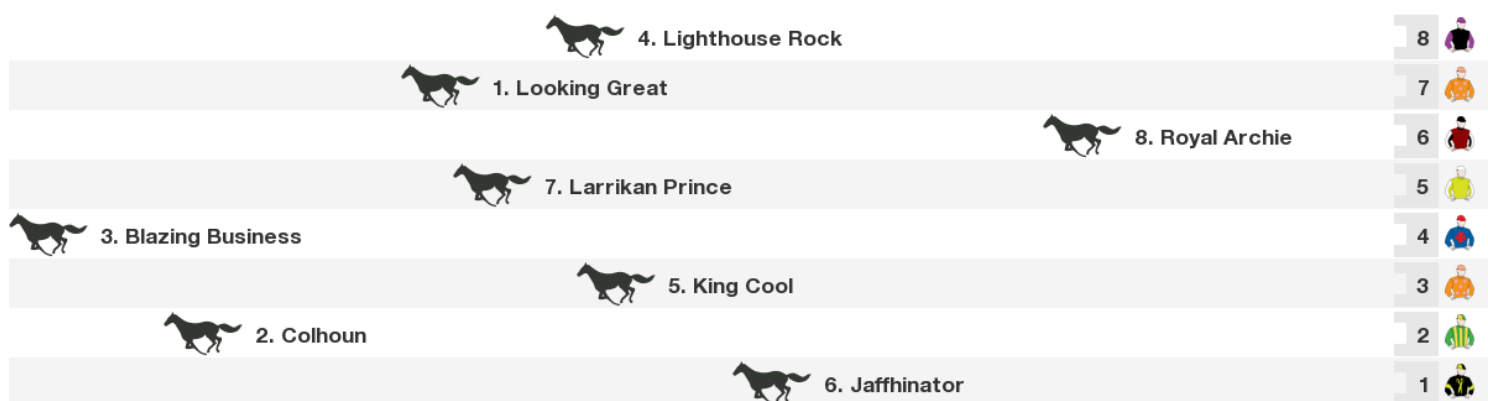 4. Lighthouse Rock 8
1. Looking Great 7
8. Royal Archie 6
7. Larrikan Prince 5
3. Blazing Business 4
5. King Cool 3
2. Colhoun 2
6. Jaffhinator 1